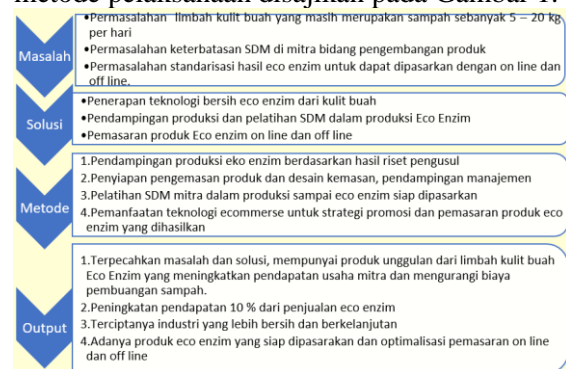 metode pelaksanaan disajikan pada Gambar 1.
Masalah
•Permasalahan limbah kulit buah yang masih merupakan sampah sebanyak 5 – 20 kg
per hari
•Permasalahan keterbatasan SDM di mitra bidang pengembangan produk
•Permasalahan standarisasi hasil eco enzim untuk dapat dipasarkan dengan on line dan
off line.
Solusi
•Penerapan teknologi bersih eco enzim dari kulit buah
•Pendampingan produksi dan pelatihan SDM dalam produksi Eco Enzim
•Pemasaran produk Eco enzim on line dan off line
Metode
1.Pendampingan produksi eko enzim berdasarkan hasil riset pengusul
2.Penyiapan pengemasan produk dan desain kemasan, pendampingan manajemen
3.Pelatihan SDM mitra dalam produksi sampai eco enzim siap dipasarkan
4.Pemanfaatan teknologi ecommerse untuk strategi promosi dan pemasaran produk eco
enzim yang dihasilkan
Output
1.Terpecahkan masalah dan solusi, mempunyai produk unggulan dari limbah kulit buah
Eco Enzim yang meningkatkan pendapatan usaha mitra dan mengurangi biaya
pembuangan sampah.
2.Peningkatan pendapatan 10 % dari penjualan eco enzim
3.Terciptanya industri yang lebih bersih dan berkelanjutan
4.Adanya produk eco enzim yang siap dipasarakan dan optimalisasi pemasaran on line
dan off line